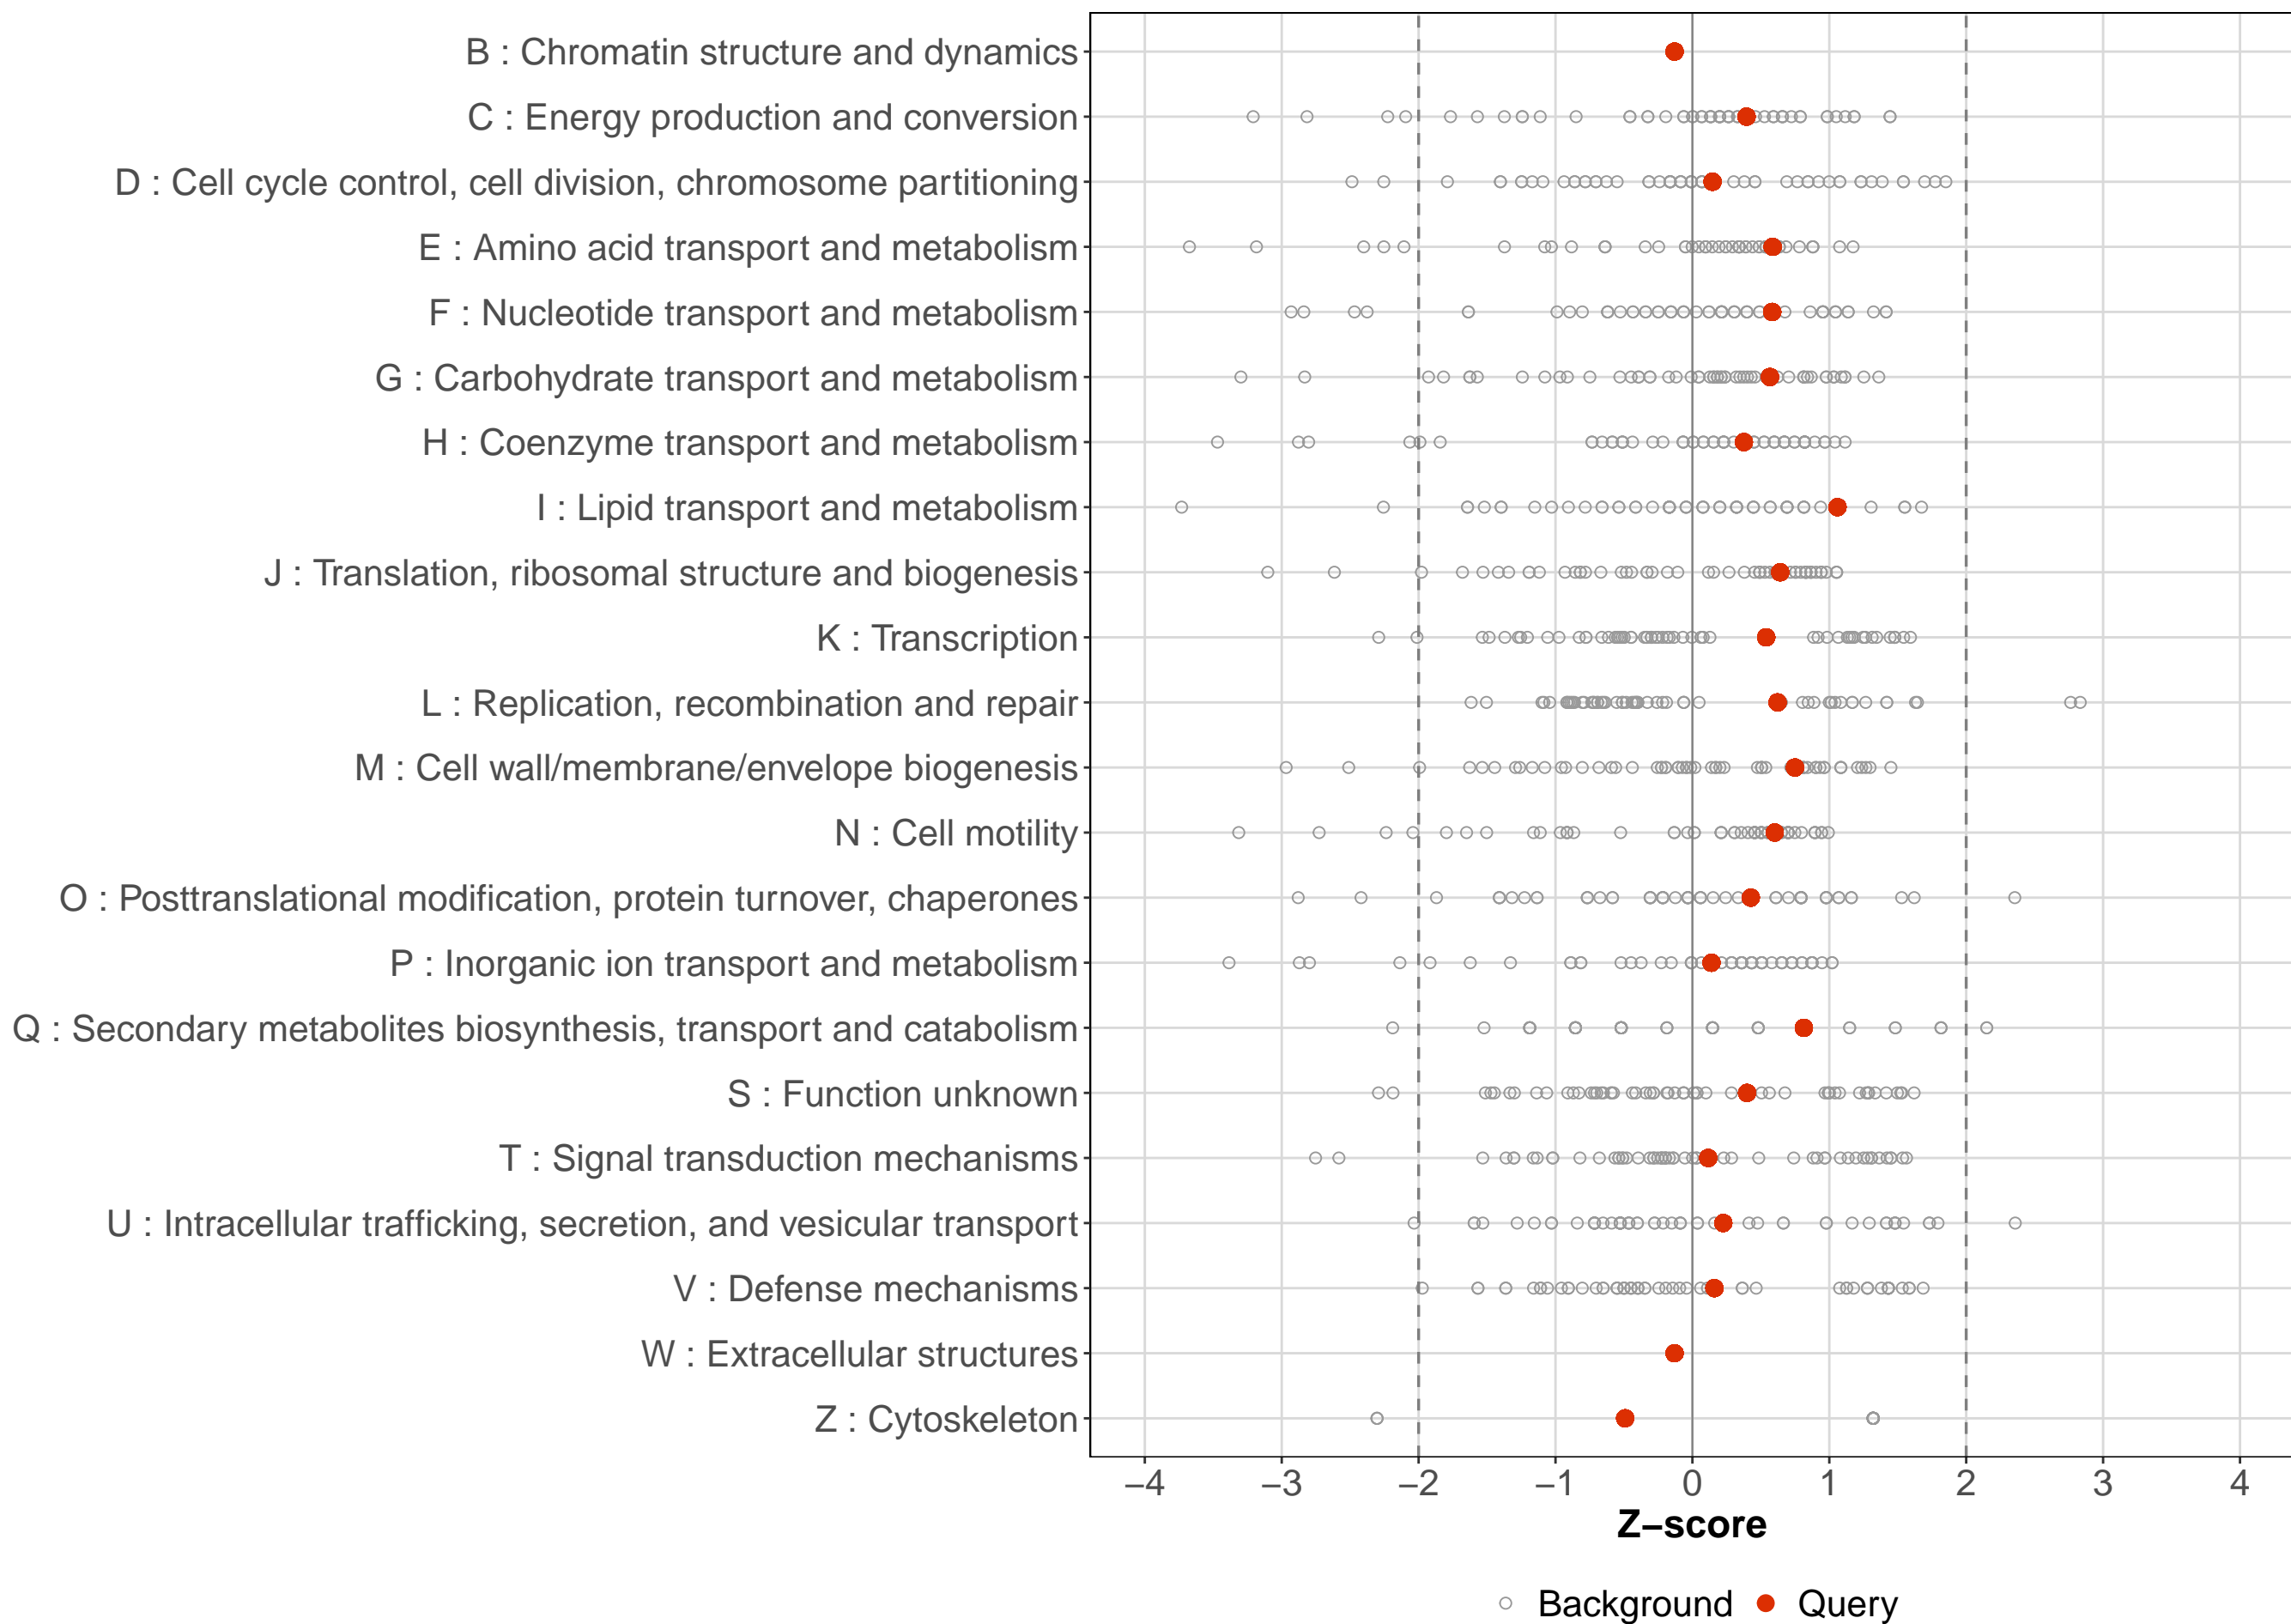 B : Chromatin structure and dynamics
C : Energy production and conversion
D : Cell cycle control, cell division, chromosome partitioning
E : Amino acid transport and metabolism
F : Nucleotide transport and metabolism
G : Carbohydrate transport and metabolism
H : Coenzyme transport and metabolism
I : Lipid transport and metabolism
J : Translation, ribosomal structure and biogenesis
K : Transcription
L : Replication, recombination and repair
M : Cell wall/membrane/envelope biogenesis
N : Cell motility
O : Posttranslational modification, protein turnover, chaperones
P : Inorganic ion transport and metabolism
Q : Secondary metabolites biosynthesis, transport and catabolism
S : Function unknown
T : Signal transduction mechanisms
U : Intracellular trafficking, secretion, and vesicular transport
V : Defense mechanisms
W : Extracellular structures
Z : Cytoskeleton
−4 −3 −2 −1 0 1 2 3 4
Z−score
Background Query